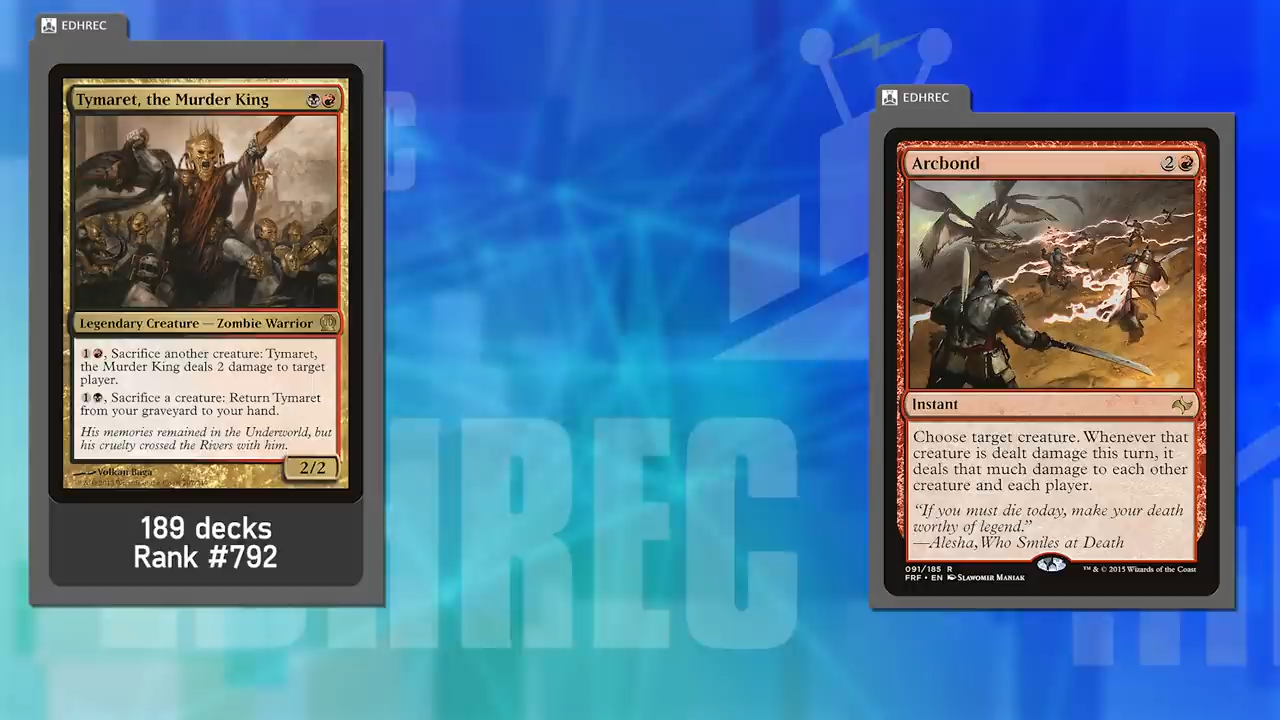 EDHREC
Tymaret, the Murder King
Legendary Creature — Zombie Warrior
1R, Sacrifice another creature: Tymaret,
the Murder King deals 2 damage to target
player.
1B, Sacrifice a creature: Return Tymaret
from your graveyard to your hand.
His memories remained in the Underworld, but
his cruelty crossed the Rivers with him.
2/2
Volkan Baga
189 decks
Rank #792
EDHREC
EDHREC
Arcbond
2
Instant
Choose target creature. Whenever that
creature is dealt damage this turn, it
deals that much damage to each other
creature and each player.
“If you must die today, make your death
worthy of legend.”
—Alesha, Who Smiles at Death
091/185 R
FRF • EN Slawomir Maniak
™ & © 2015 Wizards of the Coast